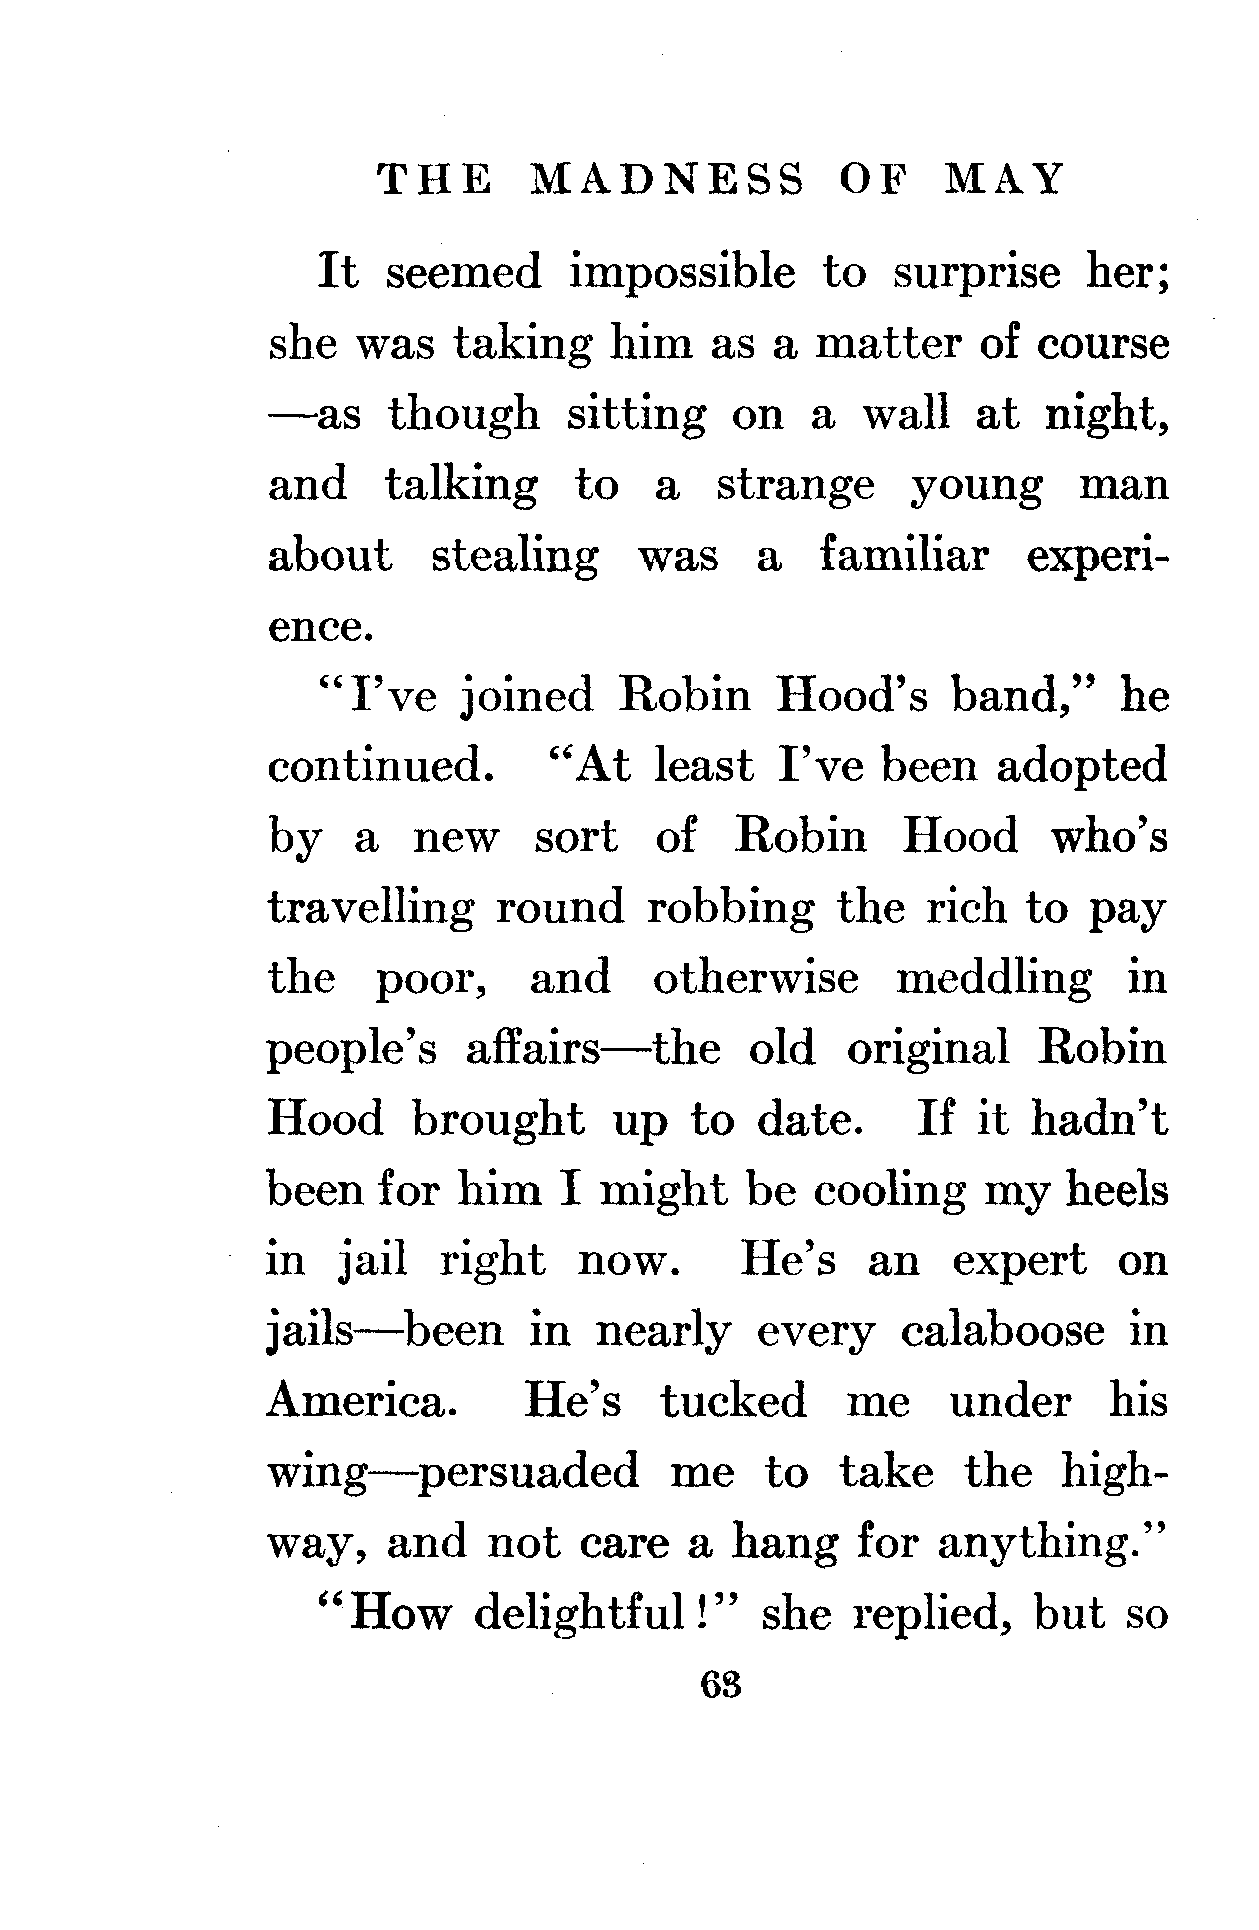 THE MADNESS OF MAY
It seemed impossible to surprise her;
she was taking him as a matter of course
—as though sitting on a wall at night,
and talking to a strange young man
about stealing was a familiar experi-
ence.
“I’ve joined Robin Hood’s band,” he
continued. “At least I’ve been adopted
by a new sort of Robin Hood who’s
travelling round robbing the rich to pay
the poor, and otherwise meddling in
people’s affairs—the old original Robin
Hood brought up to date. If it hadn’t
been for him I might be cooling my heels
in jail right now. He’s an expert on
jails—been in nearly every calaboose in
America. He’s tucked me under his
wing—persuaded me to take the high-
way, and not care a hang for anything.”
“How delightful!” she replied, but so
63